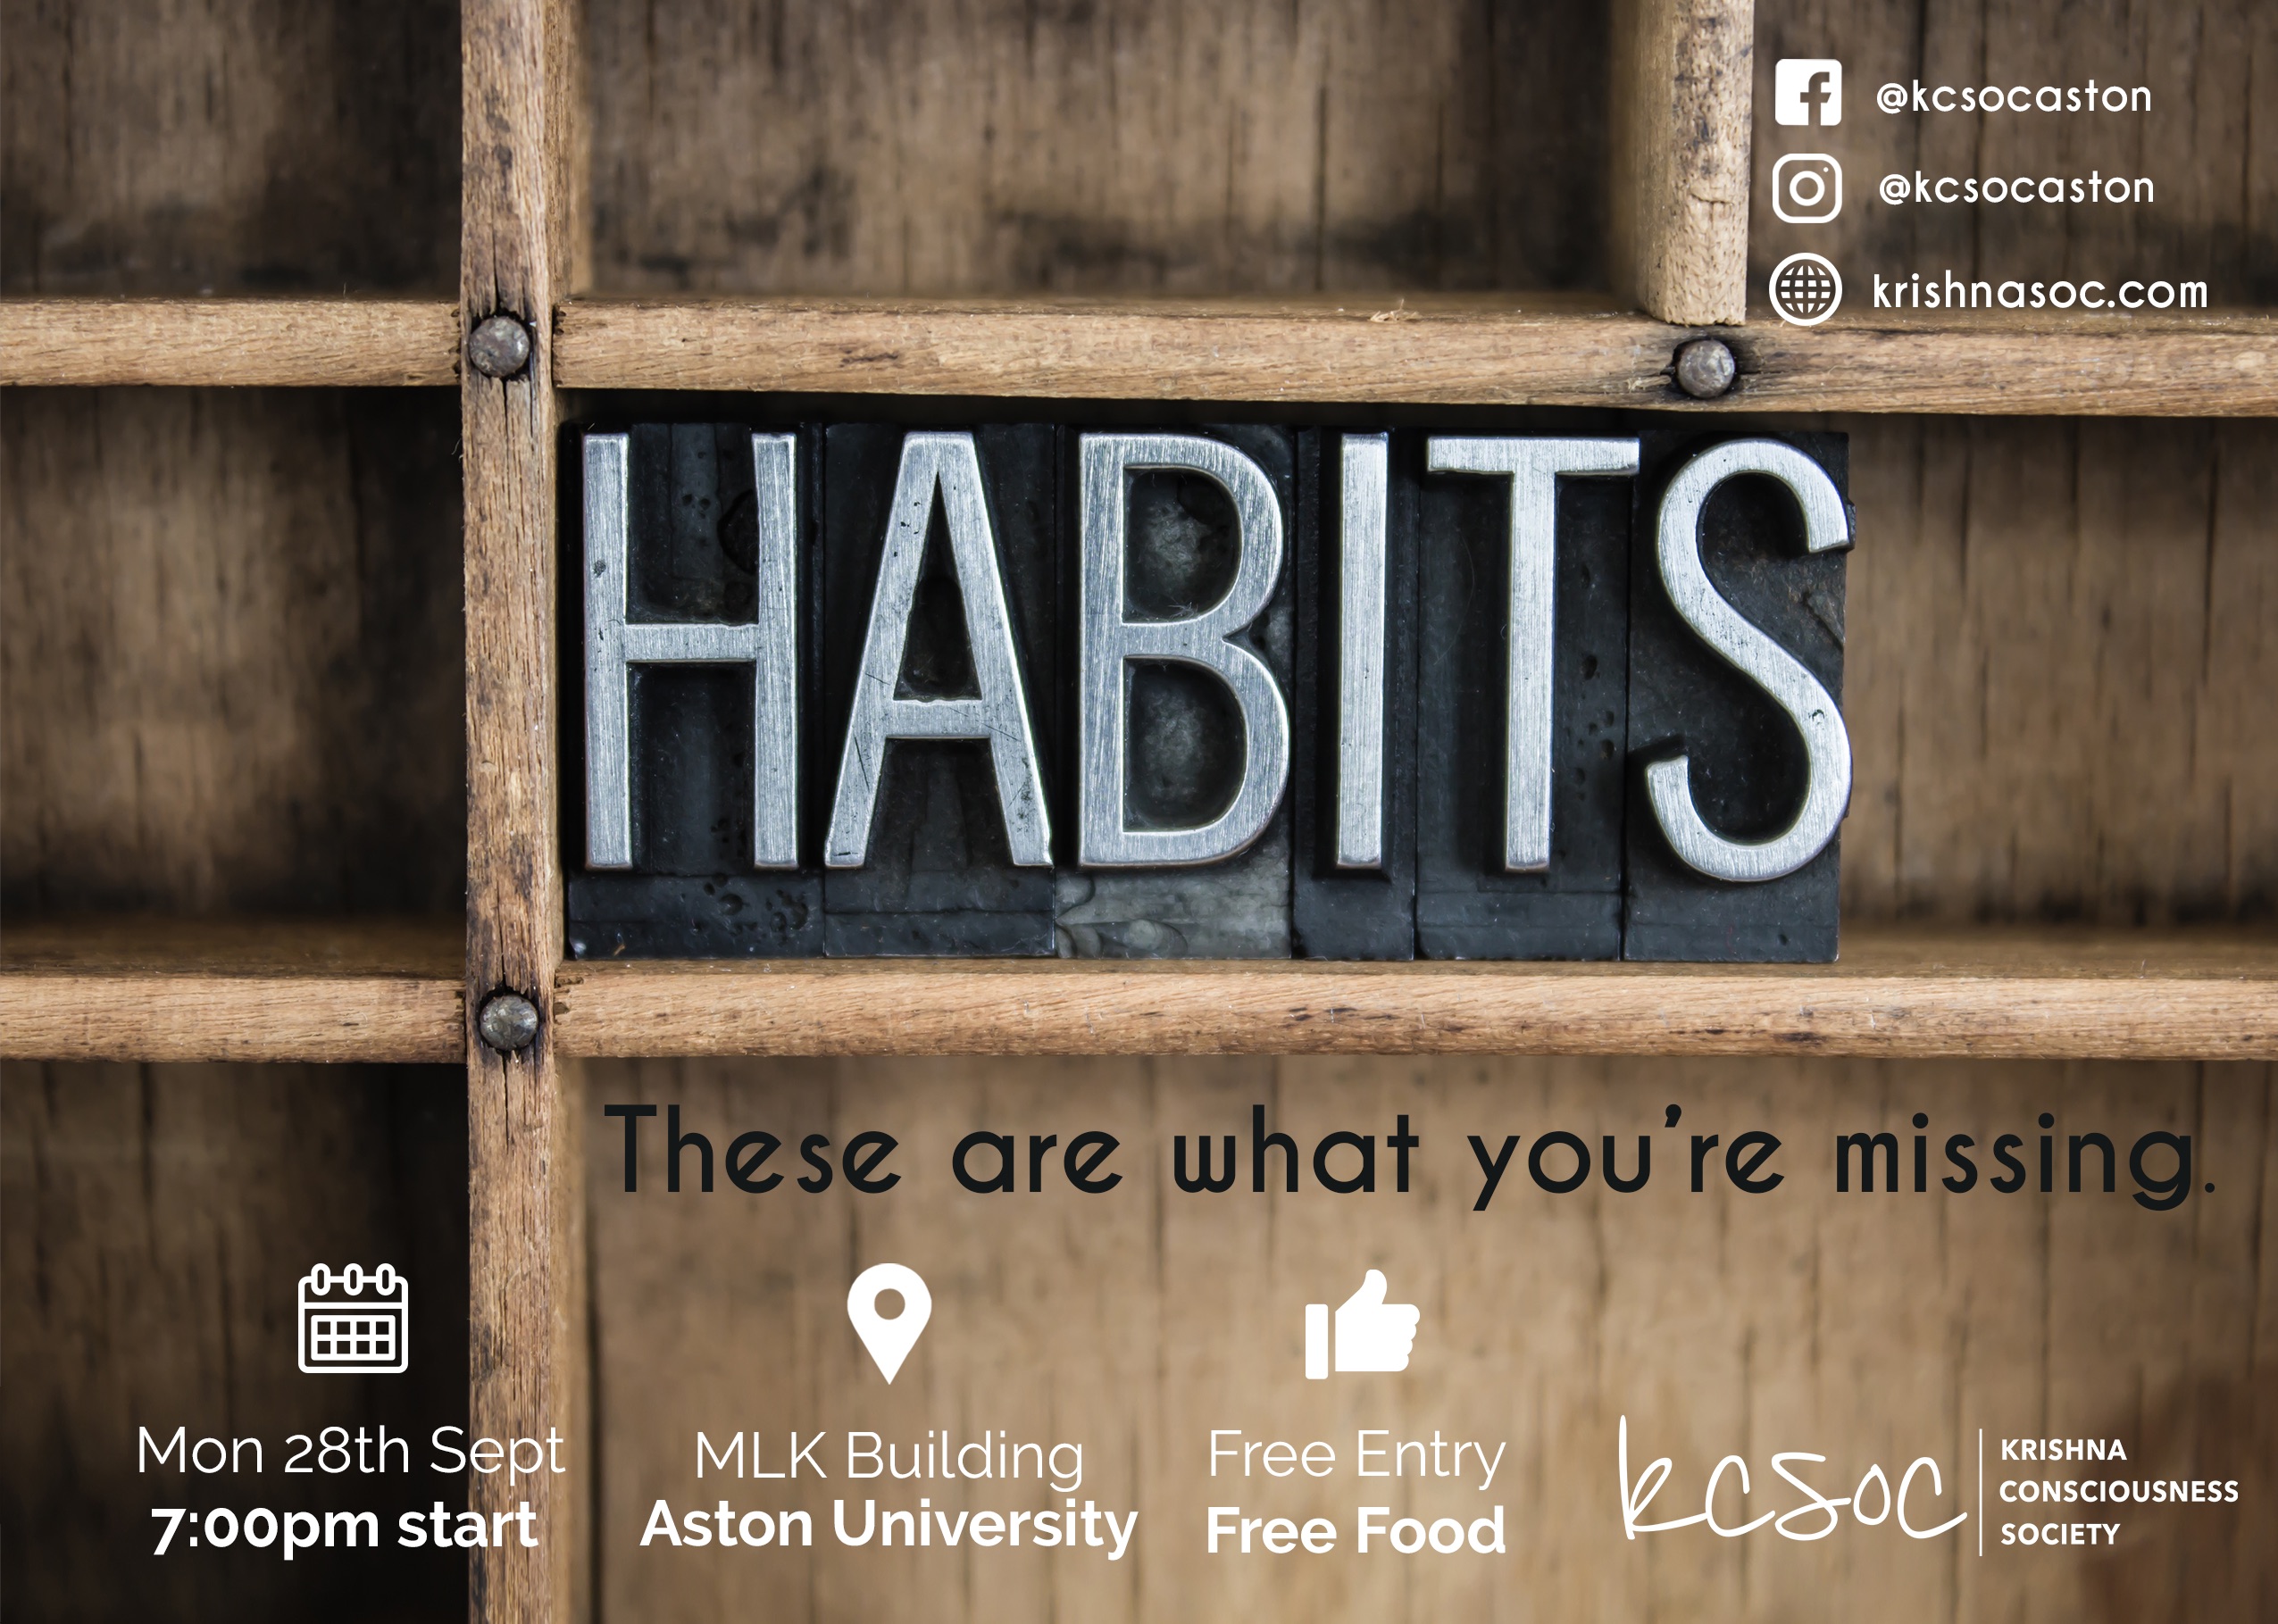 @kcsocaston
@kcsocaston
krishnasoc.com
HABITS
These are what you're missing.
Mon 28th Sept
7:00pm start
MLK Building
Aston University
Free Entry
Free Food
kcsoc
KRISHNA
CONSCIOUSNESS
SOCIETY